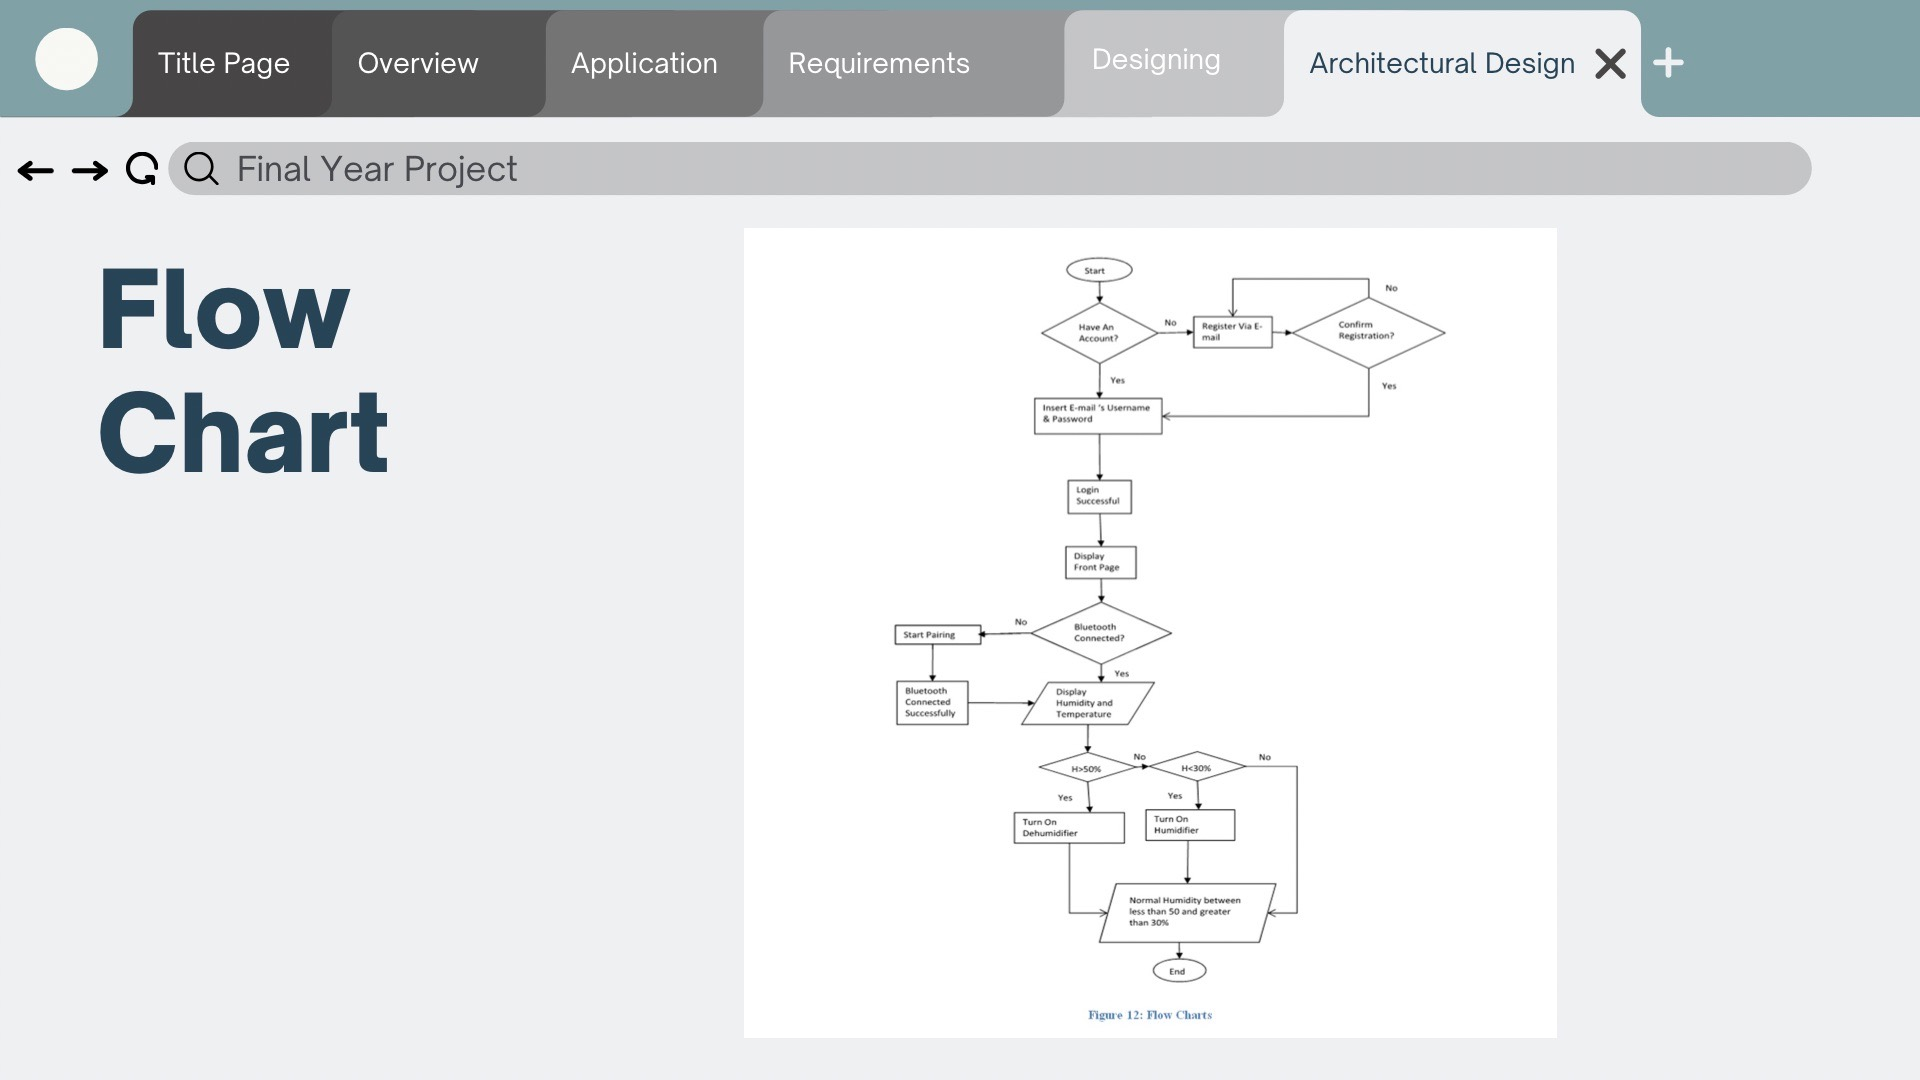 Title Page
Overview
Application
Requirements
Designing
Architectural Design
Final Year Project
Flow
Chart
Start
Have An
Account?
No
Register Via E-
mail
Confirm
Registration?
No
Yes
Yes
Insert E-mail 's Username
& Password
Login
Successful
Display
Front Page
Bluetooth
Connected?
No
Start Pairing
Yes
Bluetooth
Connected
Successfully
Display
Humidity and
Temperature
H>50%
No
H<30%
No
Yes
Yes
Turn On
Dehumidifier
Turn On
Humidifier
Normal Humidity between
less than 50 and greater
than 30%
End
Figure 12: Flow Charts